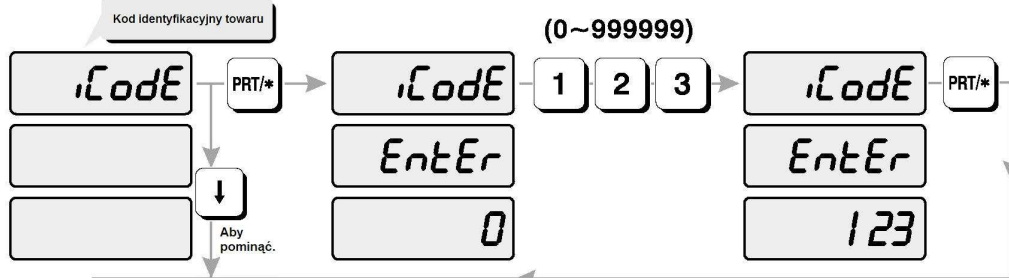 Kod identyfikacyjny towaru
(0~999999)
iCodE
PRT/*
iCodE
1 2 3
iCodE
PRT/*
EntEr
EntEr
↓
Aby
pominąć.
0
123